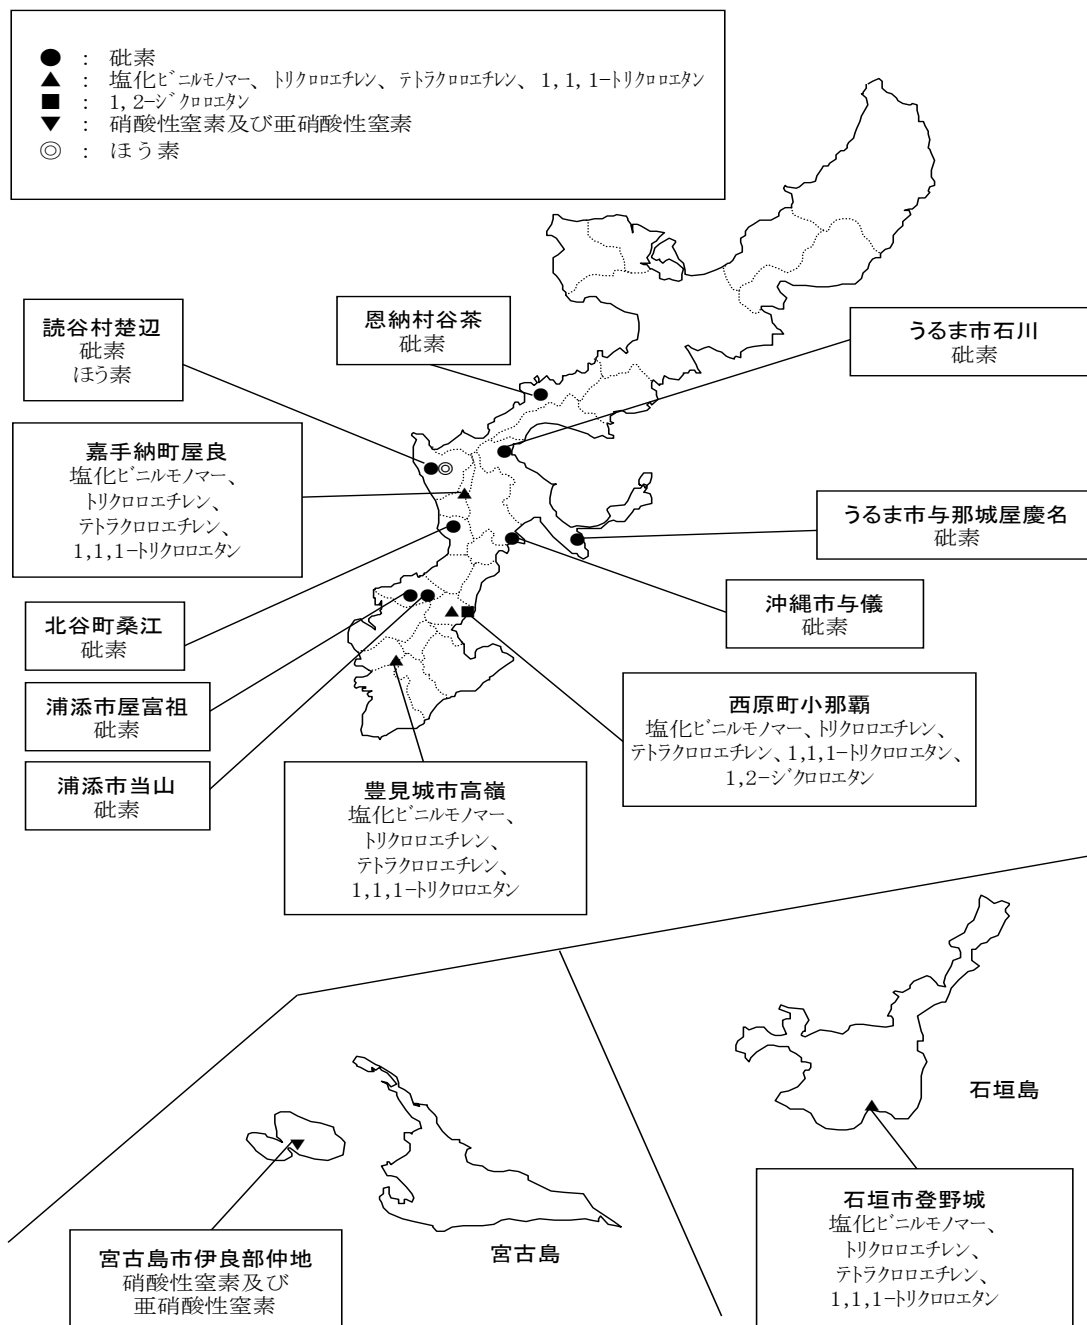 ● : 砒素
▲ : 塩化ﾋﾞﾆﾙﾓﾉﾏｰ、ﾄﾘｸﾛﾛｴﾁﾚﾝ、ﾃﾄﾗｸﾛﾛｴﾁﾚﾝ、1,1,1-ﾄﾘｸﾛﾛｴﾀﾝ
■ : 1,2-ｼﾞｸﾛﾛｴﾀﾝ
▼ : 硝酸性窒素及び亜硝酸性窒素
◎ : ほう素
読谷村楚辺
砒素
ほう素
恩納村谷茶
砒素
うるま市石川
砒素
嘉手納町屋良
塩化ﾋﾞﾆﾙﾓﾉﾏｰ、
ﾄﾘｸﾛﾛｴﾁﾚﾝ、
ﾃﾄﾗｸﾛﾛｴﾁﾚﾝ、
1,1,1-ﾄﾘｸﾛﾛｴﾀﾝ
うるま市与那城屋慶名
砒素
沖縄市与儀
砒素
北谷町桑江
砒素
浦添市屋富祖
砒素
西原町小那覇
塩化ﾋﾞﾆﾙﾓﾉﾏｰ、ﾄﾘｸﾛﾛｴﾁﾚﾝ、
ﾃﾄﾗｸﾛﾛｴﾁﾚﾝ、1,1,1-ﾄﾘｸﾛﾛｴﾀﾝ、
1,2-ｼﾞｸﾛﾛｴﾀﾝ
浦添市当山
砒素
豊見城市高嶺
塩化ﾋﾞﾆﾙﾓﾉﾏｰ、
ﾄﾘｸﾛﾛｴﾁﾚﾝ、
ﾃﾄﾗｸﾛﾛｴﾁﾚﾝ、
1,1,1-ﾄﾘｸﾛﾛｴﾀﾝ
石垣島
石垣市登野城
塩化ﾋﾞﾆﾙﾓﾉﾏｰ、
ﾄﾘｸﾛﾛｴﾁﾚﾝ、
ﾃﾄﾗｸﾛﾛｴﾁﾚﾝ、
1,1,1-ﾄﾘｸﾛﾛｴﾀﾝ
宮古島
宮古島市伊良部仲地
硝酸性窒素及び
亜硝酸性窒素